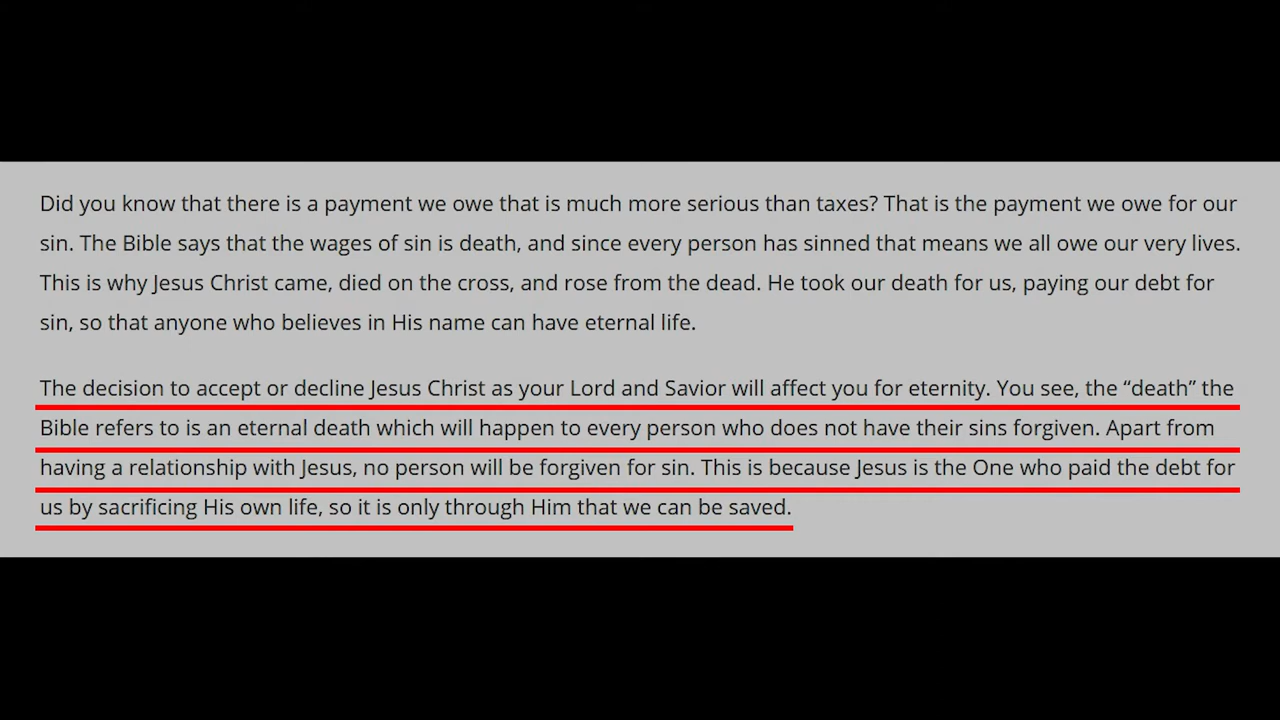 Did you know that there is a payment we owe that is much more serious than taxes? That is the payment we owe for our
sin. The Bible says that the wages of sin is death, and since every person has sinned that means we all owe our very lives.
This is why Jesus Christ came, died on the cross, and rose from the dead. He took our death for us, paying our debt for
sin, so that anyone who believes in His name can have eternal life.
The decision to accept or decline Jesus Christ as your Lord and Savior will affect you for eternity. You see, the “death” the
Bible refers to is an eternal death which will happen to every person who does not have their sins forgiven. Apart from
having a relationship with Jesus, no person will be forgiven for sin. This is because Jesus is the One who paid the debt for
us by sacrificing His own life, so it is only through Him that we can be saved.